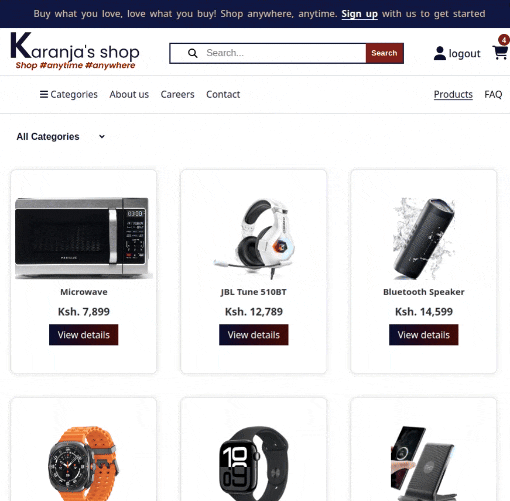 Buy what you love, love what you buy! Shop anywhere, anytime. Sign up with us to get started
Karanja's shop
Shop #anytime #anywhere
Search...
Search
logout
4
Categories
About us
Careers
Contact
Products
FAQ
All Categories
03:00
Microwave
JBL Tune 510BT
Bluetooth Speaker
Ksh. 7,899
Ksh. 12,789
Ksh. 14,599
View details
View details
View details
10